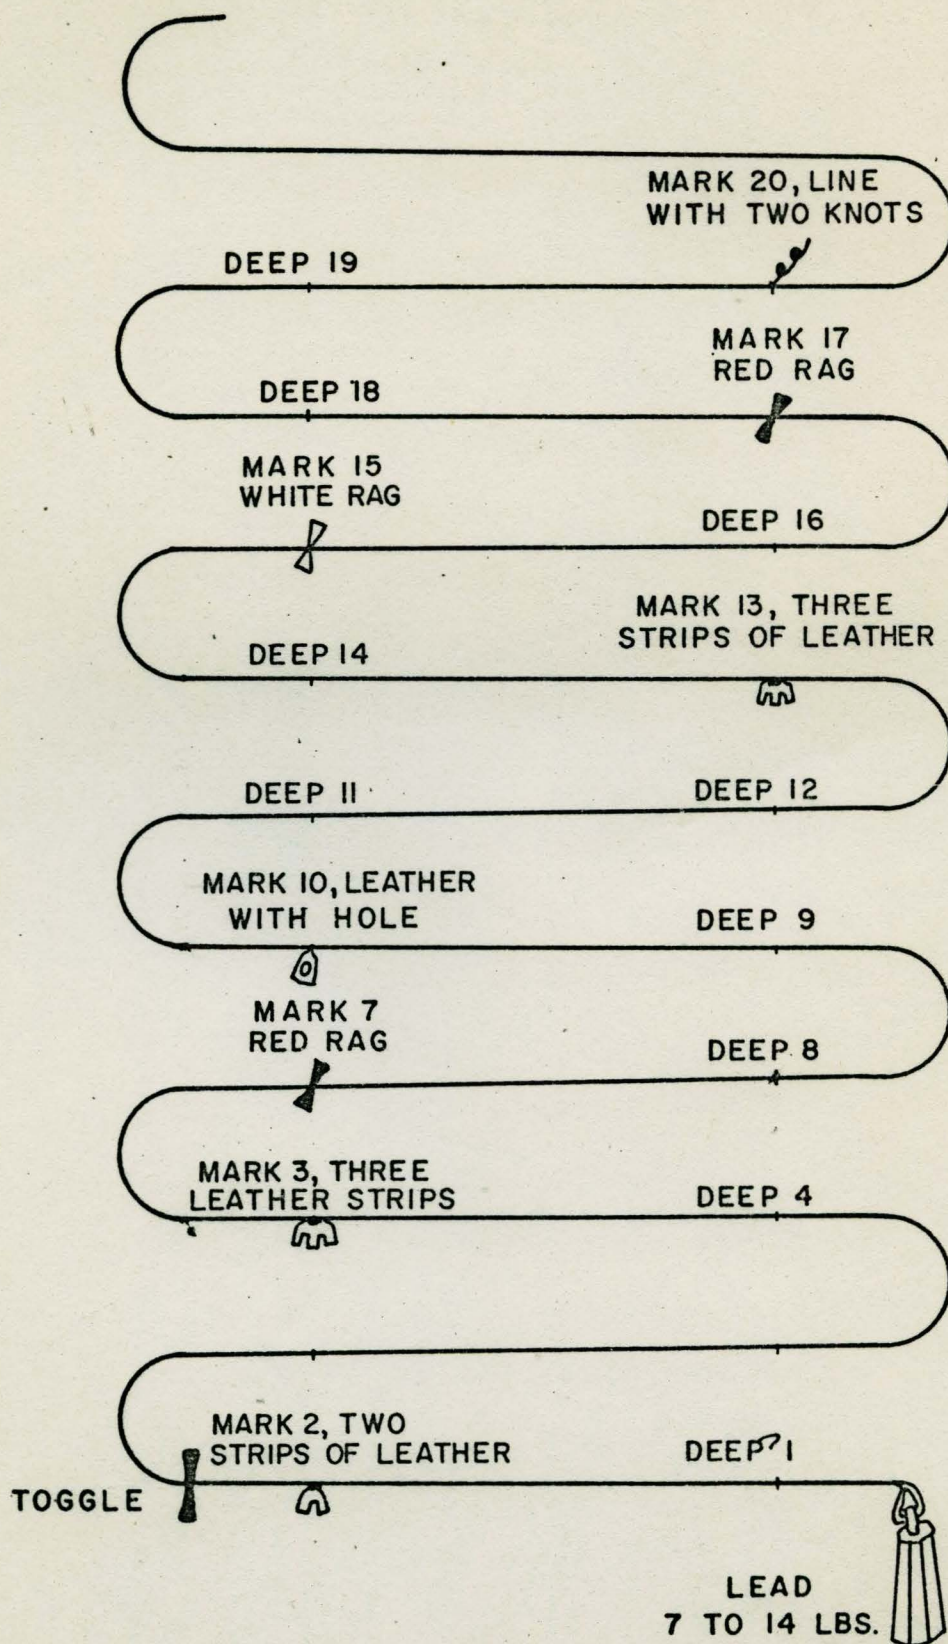 MARK 20, LINE
WITH TWO KNOTS
DEEP 19
MARK 17
RED RAG
DEEP 18
MARK 15
WHITE RAG
DEEP 16
MARK 13, THREE
STRIPS OF LEATHER
DEEP 14
DEEP 11
DEEP 12
MARK 10, LEATHER
WITH HOLE
DEEP 9
MARK 7
RED RAG
DEEP 8
MARK 3, THREE
LEATHER STRIPS
DEEP 4
MARK 2, TWO
STRIPS OF LEATHER
DEEP 1
TOGGLE
LEAD
7 TO 14 LBS.